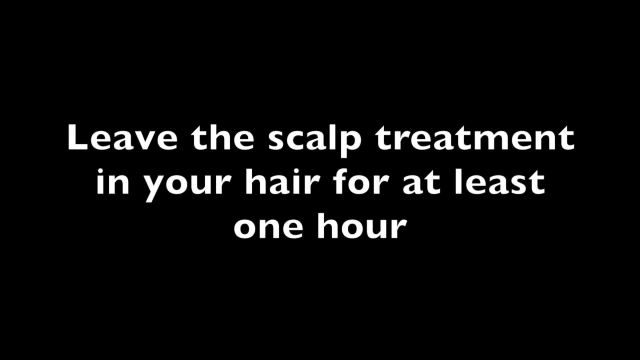 Leave the scalp treatment
in your hair for at least
one hour